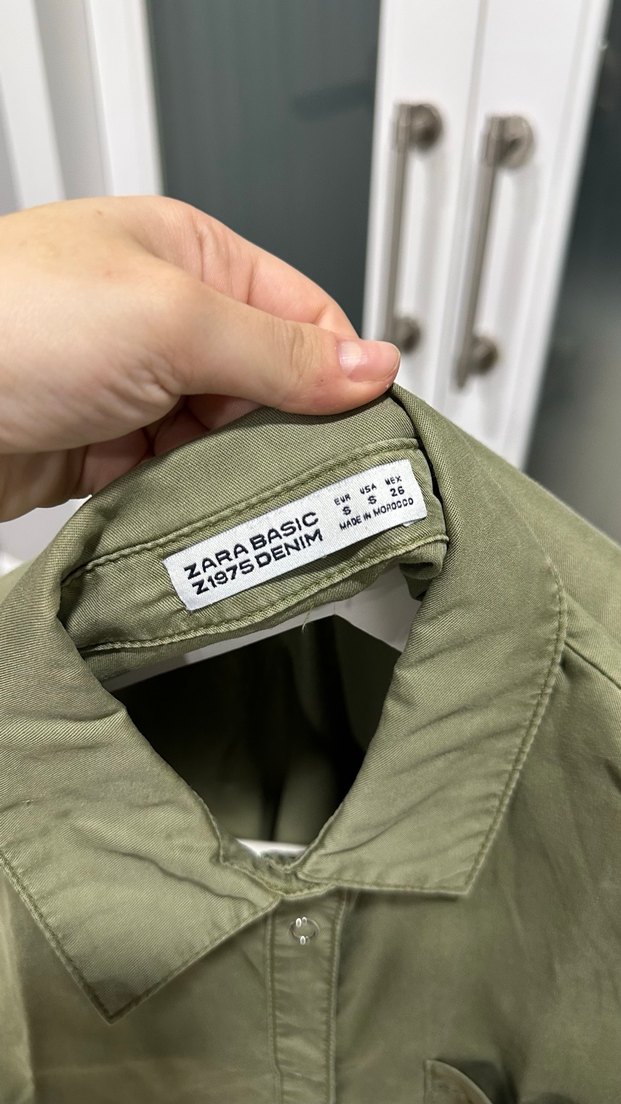 ZARA BASIC
Z1975 DENIM
EUR USA MEX
S S 26
MADE IN MOROCCO